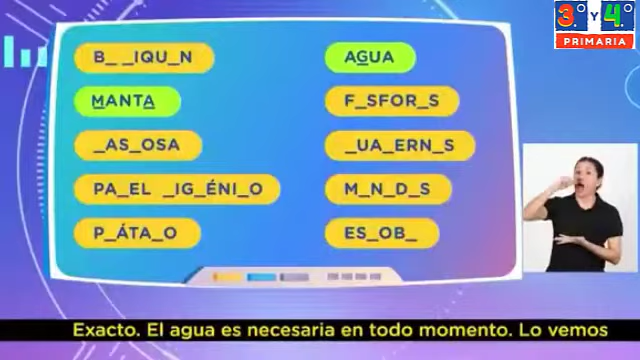 3.º Y 4.º
PRIMARIA
B_ _IQU_N
MANTA
_AS_OSA
PA_EL _IG_ÉNI_O
P_ÁTA_O
AGUA
F_SFOR_S
_UA_ERN_S
M_N_D_S
ES_OB_
Exacto. El agua es necesaria en todo momento. Lo vemos